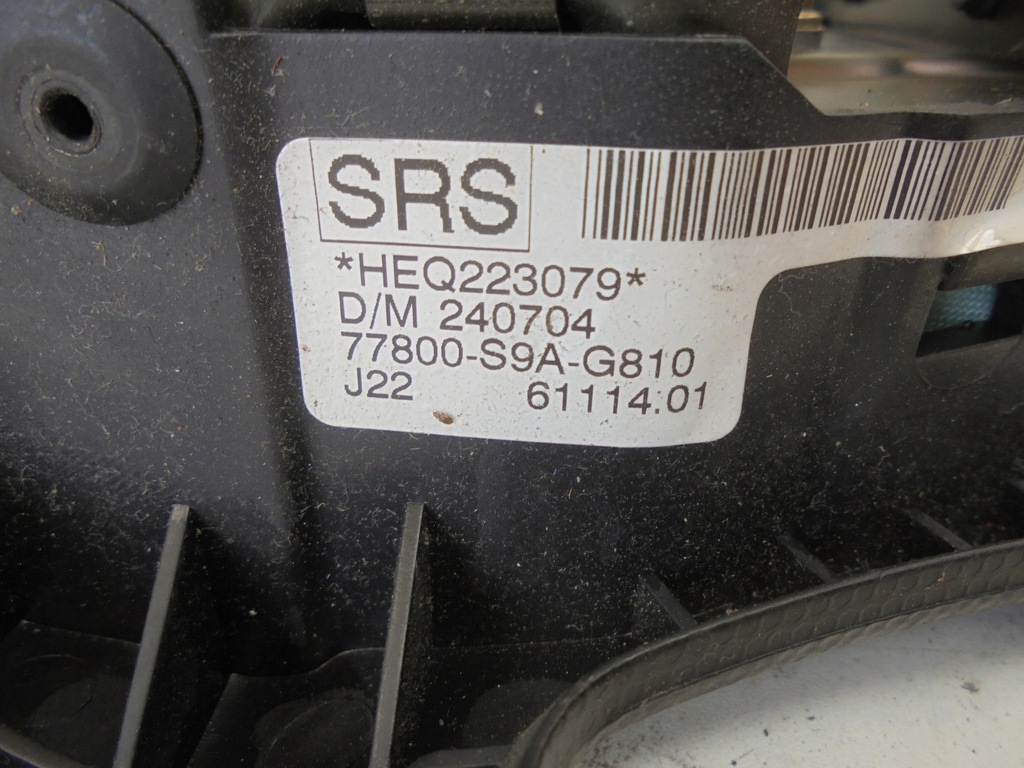 SRS
*HEQ223079*
D/M 240704
77800-S9A-G810
J22 61114.01